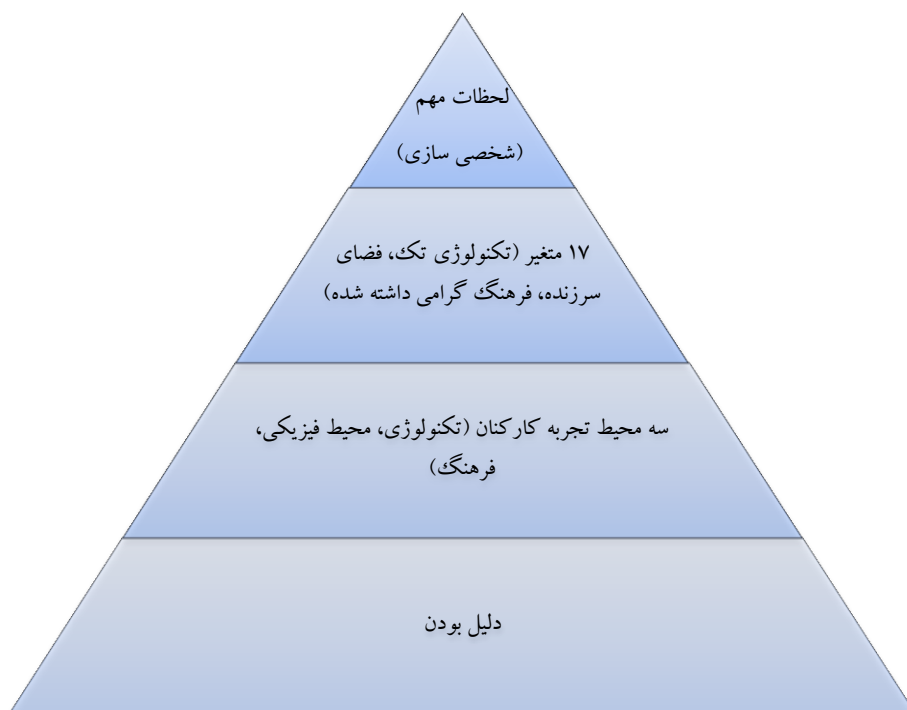 لحظات مهم
(شخصی سازی)
۱۷ متغیر (تکنولوژی تک، فضای
سرزنده، فرهنگ گرامی داشته شده)
سه محیط تجربه کارکنان (تکنولوژی، محیط فیزیکی،
فرهنگ)
دلیل بودن